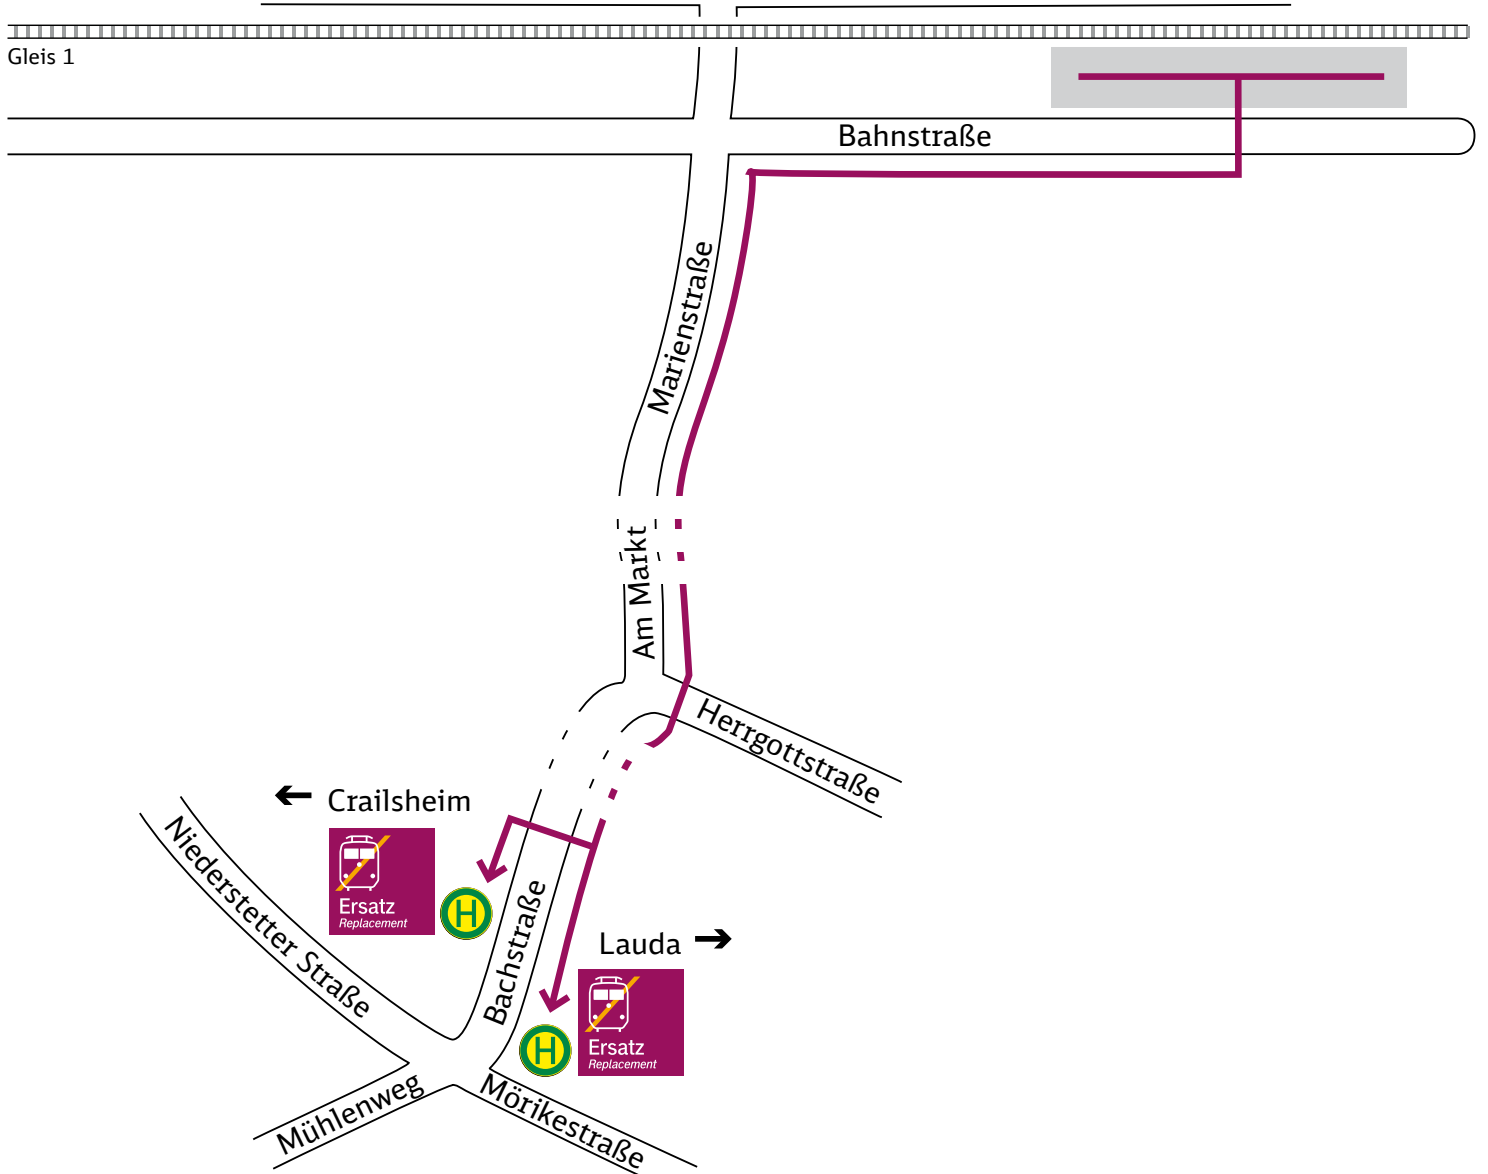 Gleis 1
Bahnstraße
Marienstraße
Am Markt
Herrgottstraße
Crailsheim
Niederstetter Straße
Ersatz
Replacement
H
Bachstraße
Lauda
Ersatz
Replacement
H
Mühlenweg
Mörikestraße